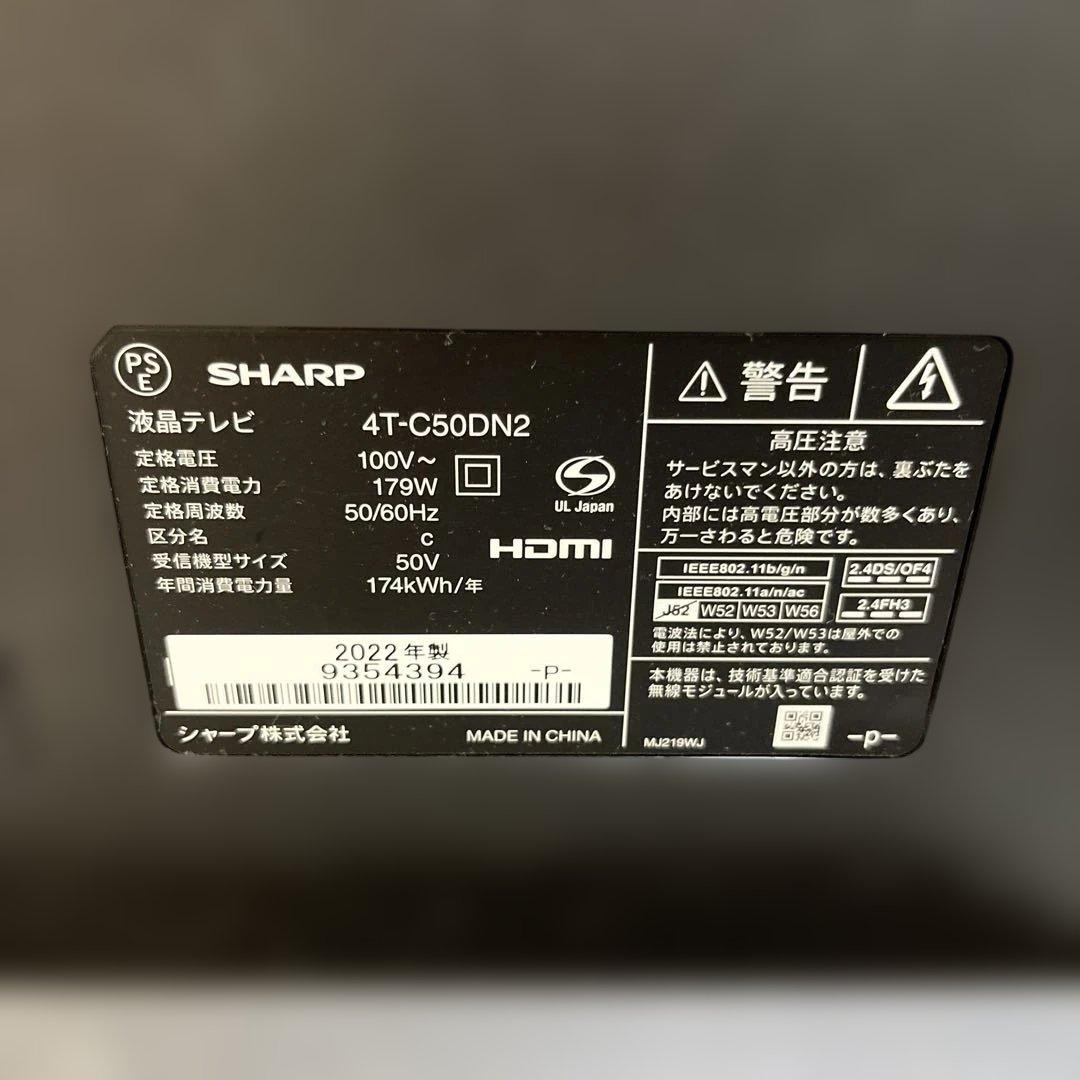 PSE
SHARP
液晶テレビ 4T-C50DN2
定格電圧 100V~
定格消費電力 179W
定格周波数 50/60Hz
区分名 c
受信機型サイズ 50V
年間消費電力量 174kWh/年
UL Japan
HDMI
2022年製
9354394 -P-
シャープ株式会社 MADE IN CHINA
警告
高圧注意
サービスマン以外の方は、裏ぶたを
あけないでください。
内部には高電圧部分が数多くあり、
万一さわると危険です。
IEEE802.11b/g/n
IEEE802.11a/n/ac
J52 W52 W53 W56
2.4DS/OF4
2.4FH3
電波法により、W52/W53は屋外での
使用は禁止されております。
本機器は、技術基準適合認証を受けた
無線モジュールが入っています。
MJ219WJ -p-